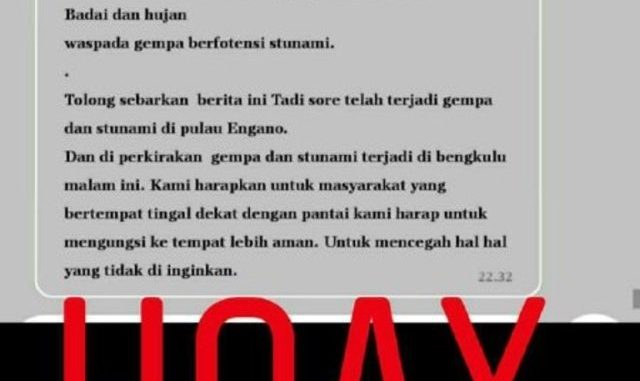 Badai dan hujan
waspada gempa berfotensi stunami.
.
Tolong sebarkan berita ini Tadi sore telah terjadi gempa
dan stunami di pulau Engano.
Dan di perkirakan gempa dan stunami terjadi di bengkulu
malam ini. Kami harapkan untuk masyarakat yang
bertempat tingal dekat dengan pantai kami harap untuk
mengungsi ke tempat lebih aman. Untuk mencegah hal hal
yang tidak di inginkan.
22.32
HOAX